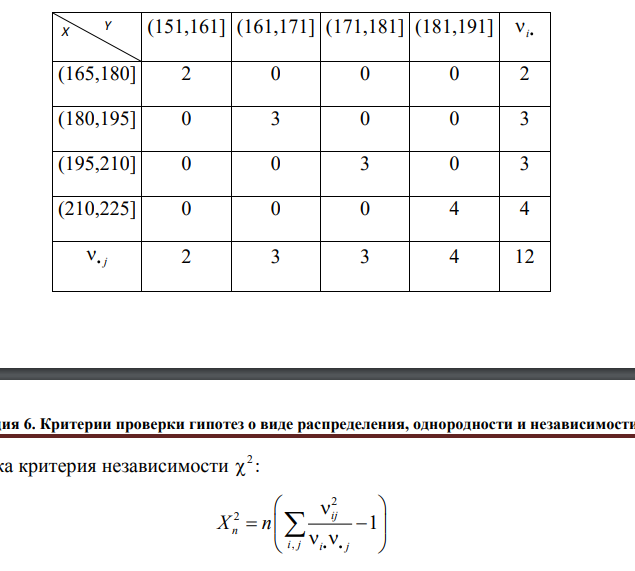 X Y (151,161] (161,171] (171,181] (181,191] νi•
(165,180] 2 0 0 0 2
(180,195] 0 3 0 0 3
(195,210] 0 0 3 0 3
(210,225] 0 0 0 4 4
ν•j 2 3 3 4 12
6. Критерии проверки гипотез о виде распределения, однородности и независимости
критерия независимости χ²:
X²n = n(∑i,j ν²ij / νi•ν•j − 1)